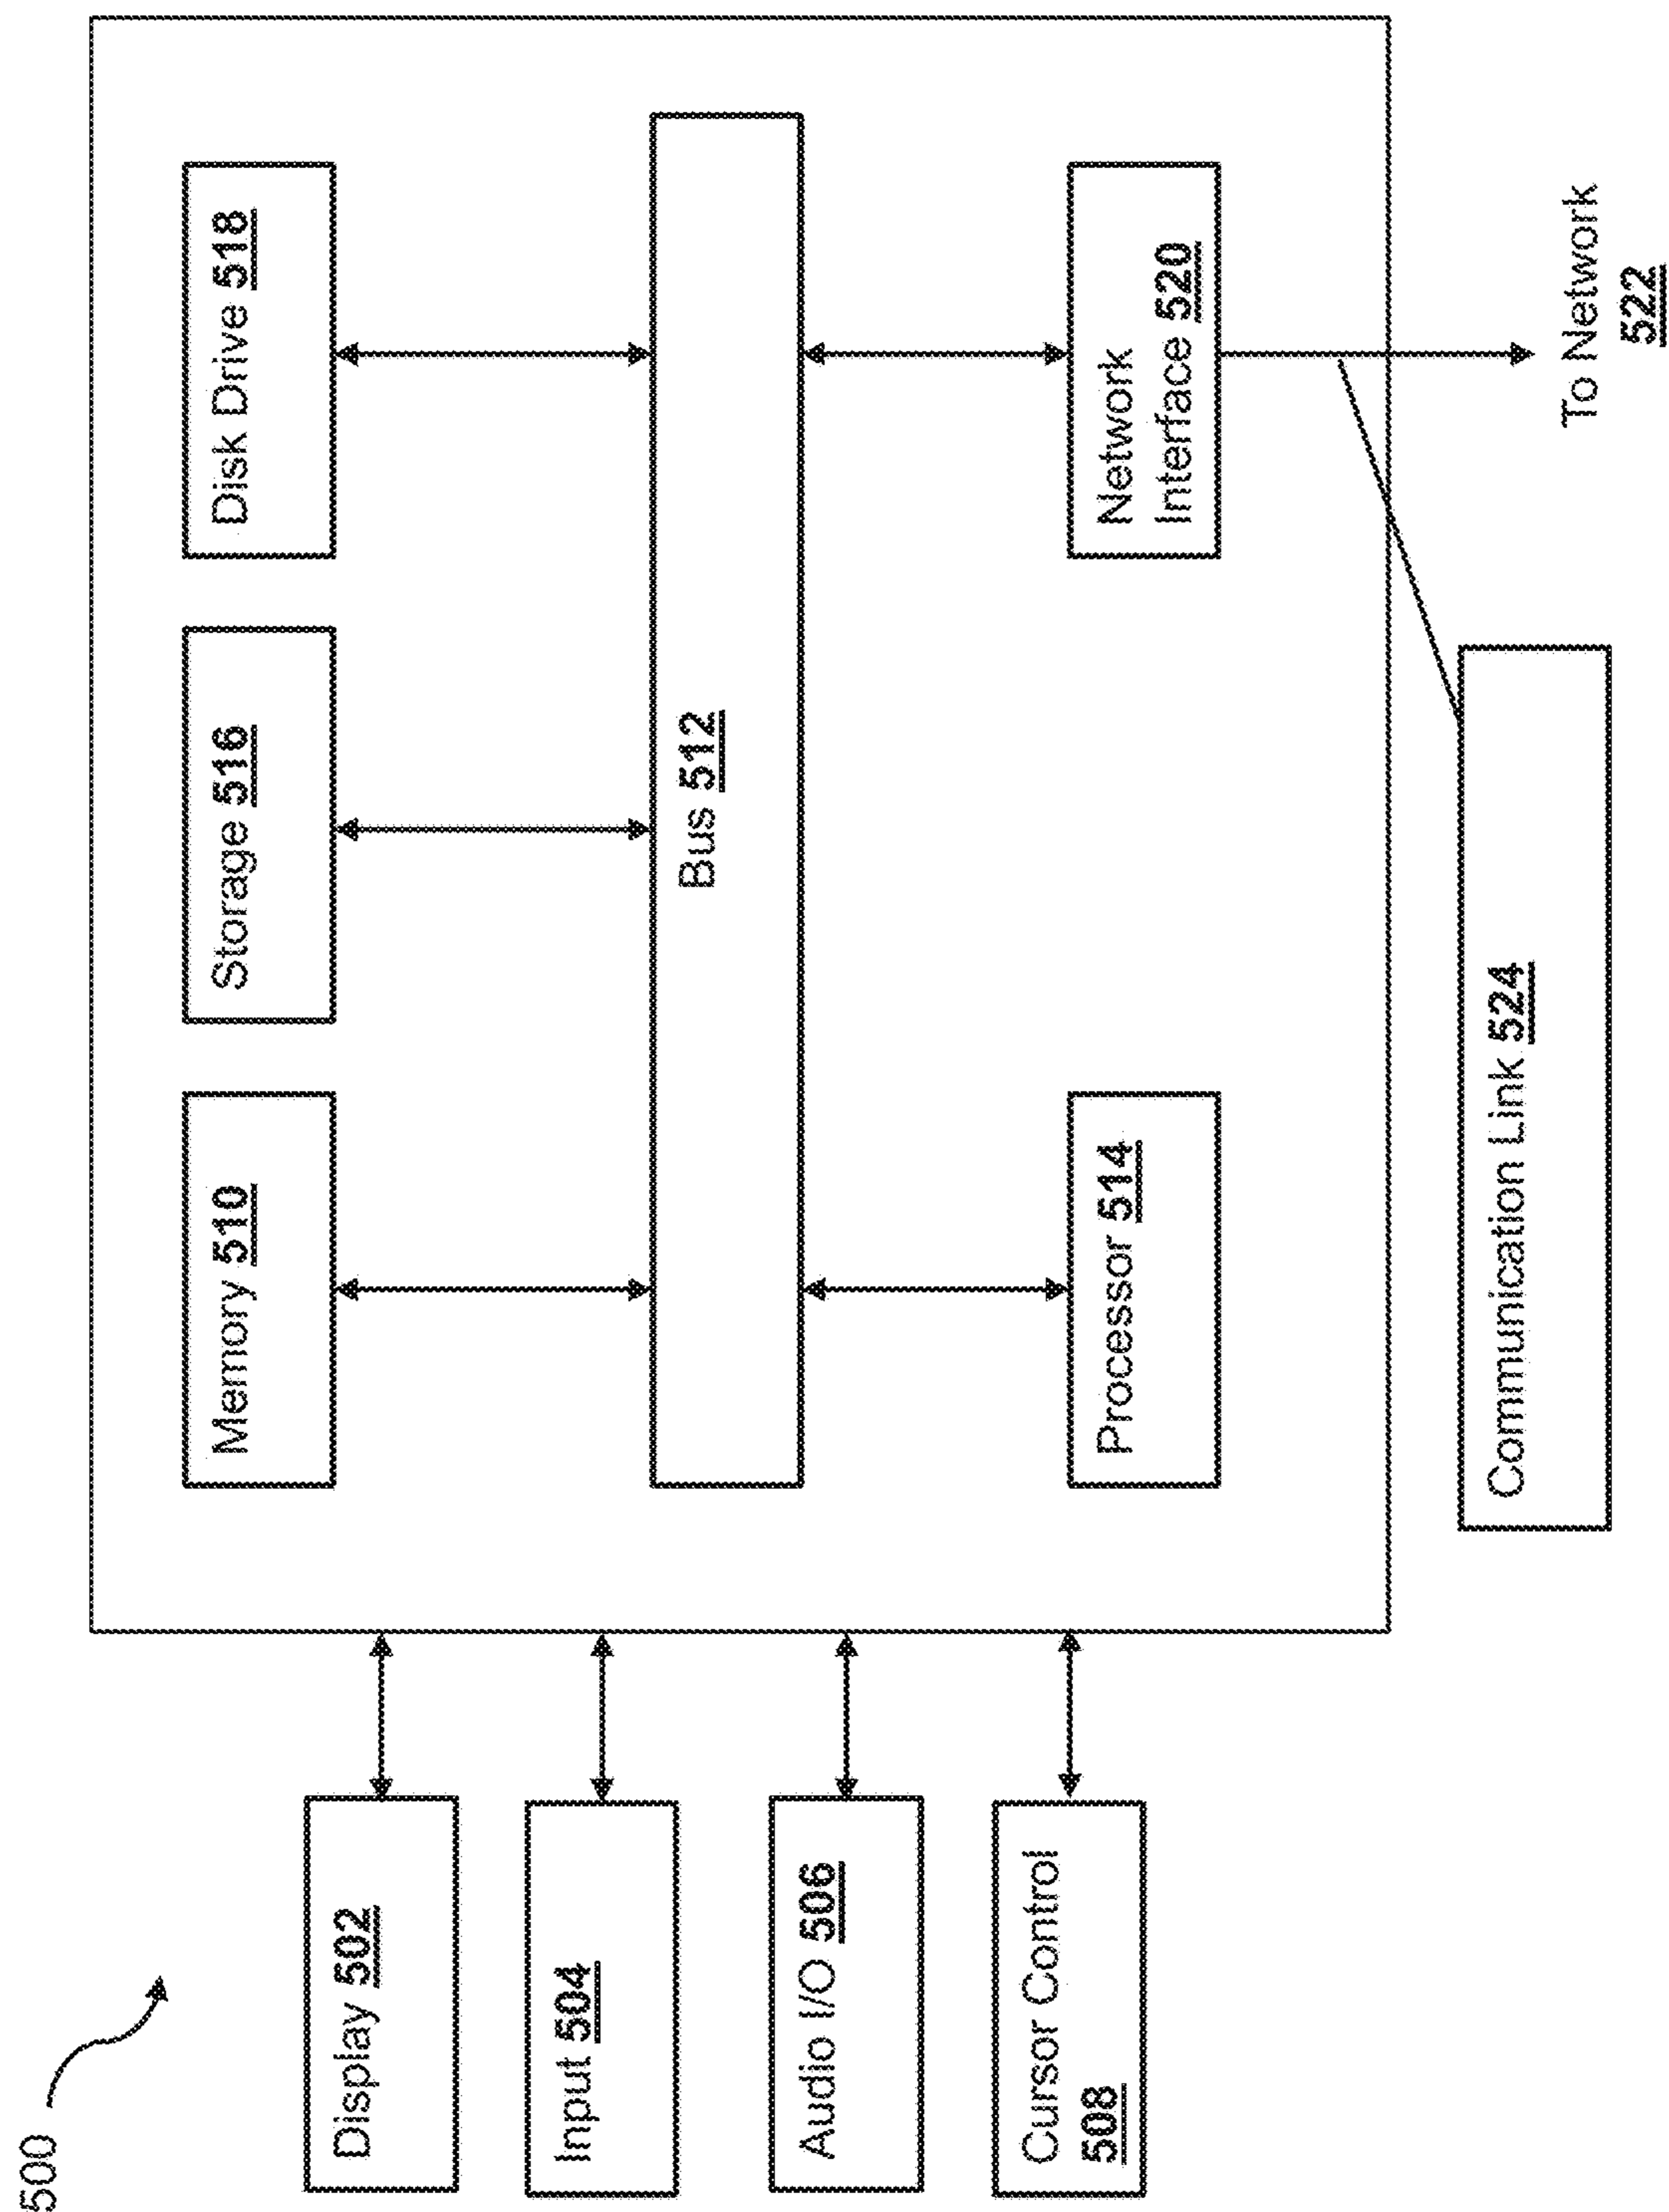 500
Display 502
Input 504
Audio I/O 506
Cursor Control
508
Memory 510
Storage 516
Disk Drive 518
Bus 512
Processor 514
Network
Interface 520
Communication Link 524
To Network
522